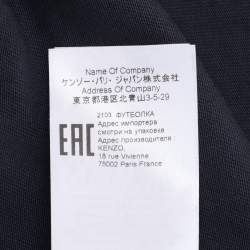 Name Of Company
ケンゾー・パリ・ジャパン株式会社
Address Of Company
東京都港区北青山3-5-29
EAC
2103 ФУТБОЛКА
Адрес импортера
смотри на упаковке
Адрес производителя
KENZO,
18 rue Vivienne
75002 Paris France